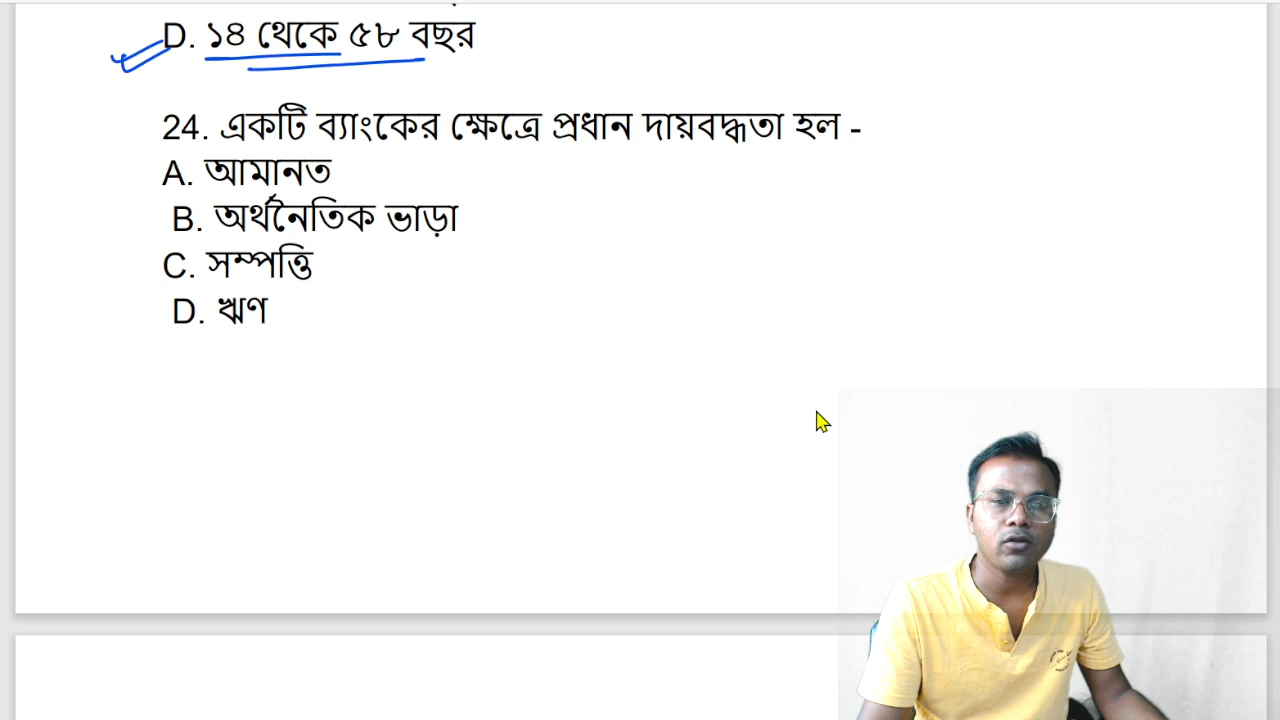 D. ১৪ থেকে ৫৮ বছর
24. একটি ব্যাংকের ক্ষেত্রে প্রধান দায়বদ্ধতা হল -
A. আমানত
B. অর্থনৈতিক ভাড়া
C. সম্পত্তি
D. ঋণ